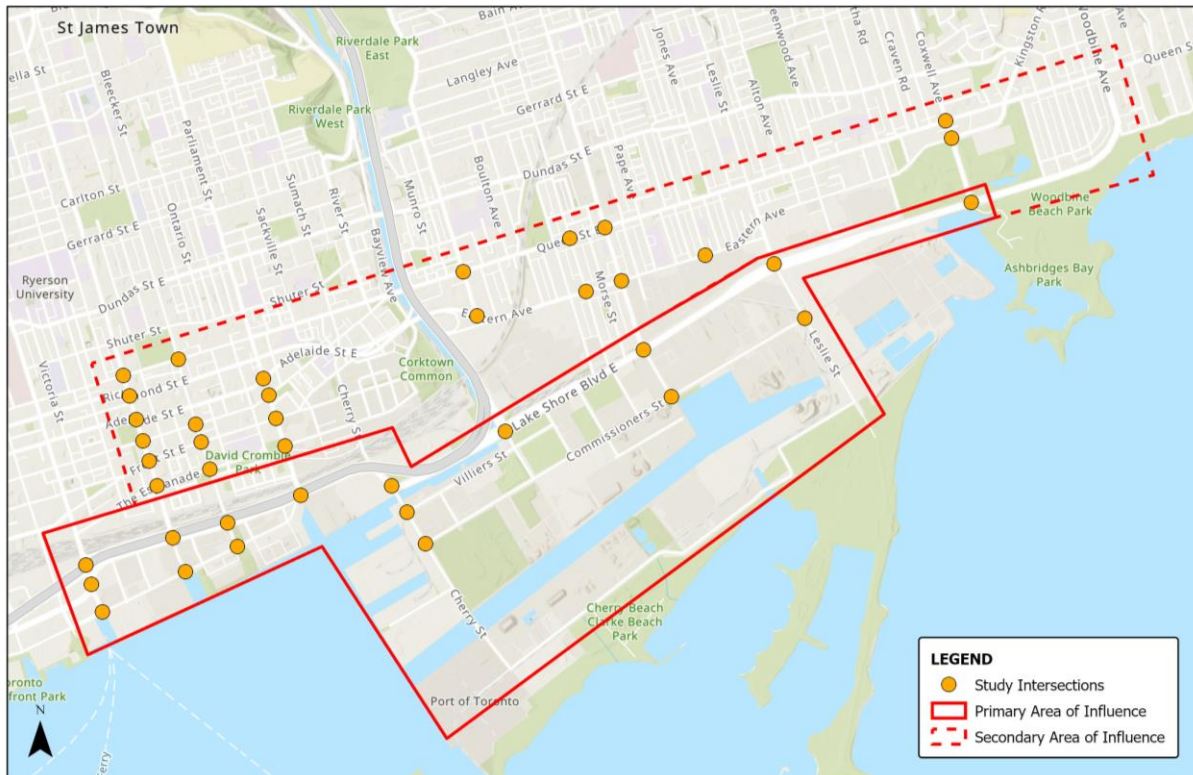 St James Town
Riverdale Park
East
Bain Ave
Jones Ave
Leslie St
Craven Rd
Coxwell Ave
Woodbine Ave
Queen S
Langley Ave
Gerrard St E
Alton Ave
Bleecker St
Parliament St
Riverdale Park
West
Carlton St
Ontario St
Sackville St
Sumach St
River St
Bayview Ave
Munro St
Boulton Ave
Dundas St E
Pape Ave
Eastern Ave
Woodbine
Beach Park
Gerrard St E
Queen St E
Ashbridges Bay
Park
Ryerson
University
Dundas St E
Shuter St
Shuter St
Morse St
Eastern Ave
Adelaide St E
Corktown
Common
Leslie St
Victoria St
Richmond St E
Cherry St
Adelaide St E
Lake Shore Blvd E
Commissioners St
Front St E
David Crombie
Park
Villiers St
The Esplanade
Cherry St
Cherry Beach
Clarke Beach
Park
Port of Toronto
front Park
N
LEGEND
Study Intersections
Primary Area of Influence
Secondary Area of Influence